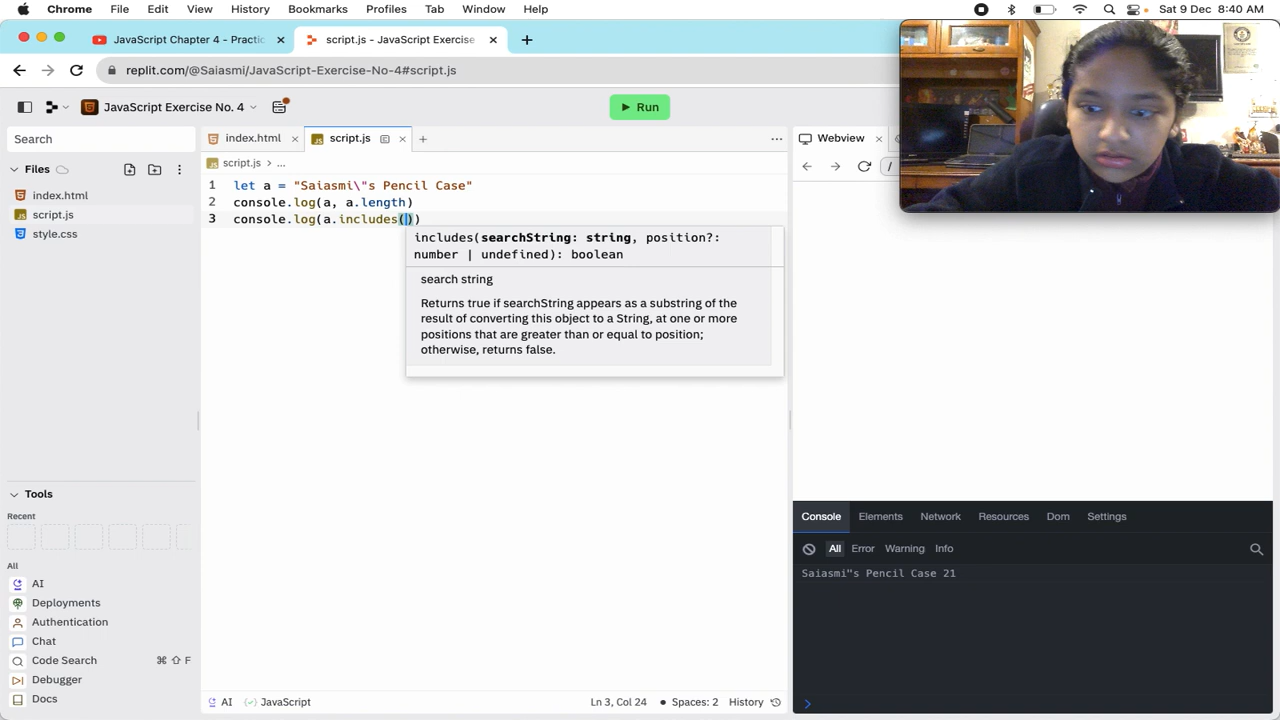 Chrome File Edit View History Bookmarks Profiles Tab Window Help Sat 9 Dec 8:40 AM
JavaScript Chapt script.js - JavaScript Exercise
replit.com/@Saiasmi/JavaScript-Exercise-No-4#script.js
JavaScript Exercise No. 4 Run
Search index.html script.js Webview
Files script.js > ... /
index.html
script.js
style.css
1 let a = "Saiasmi\"s Pencil Case"
2 console.log(a, a.length)
3 console.log(a.includes())
includes(searchString: string, position?:
number | undefined): boolean
search string
Returns true if searchString appears as a substring of the
result of converting this object to a String, at one or more
positions that are greater than or equal to position;
otherwise, returns false.
Tools
Recent
All
AI
Deployments
Authentication
Chat
Code Search ⌘ ⇧ F
Debugger
Docs
Console Elements Network Resources Dom Settings
All Error Warning Info
Saiasmi"s Pencil Case 21
AI JavaScript Ln 3, Col 24 Spaces: 2 History